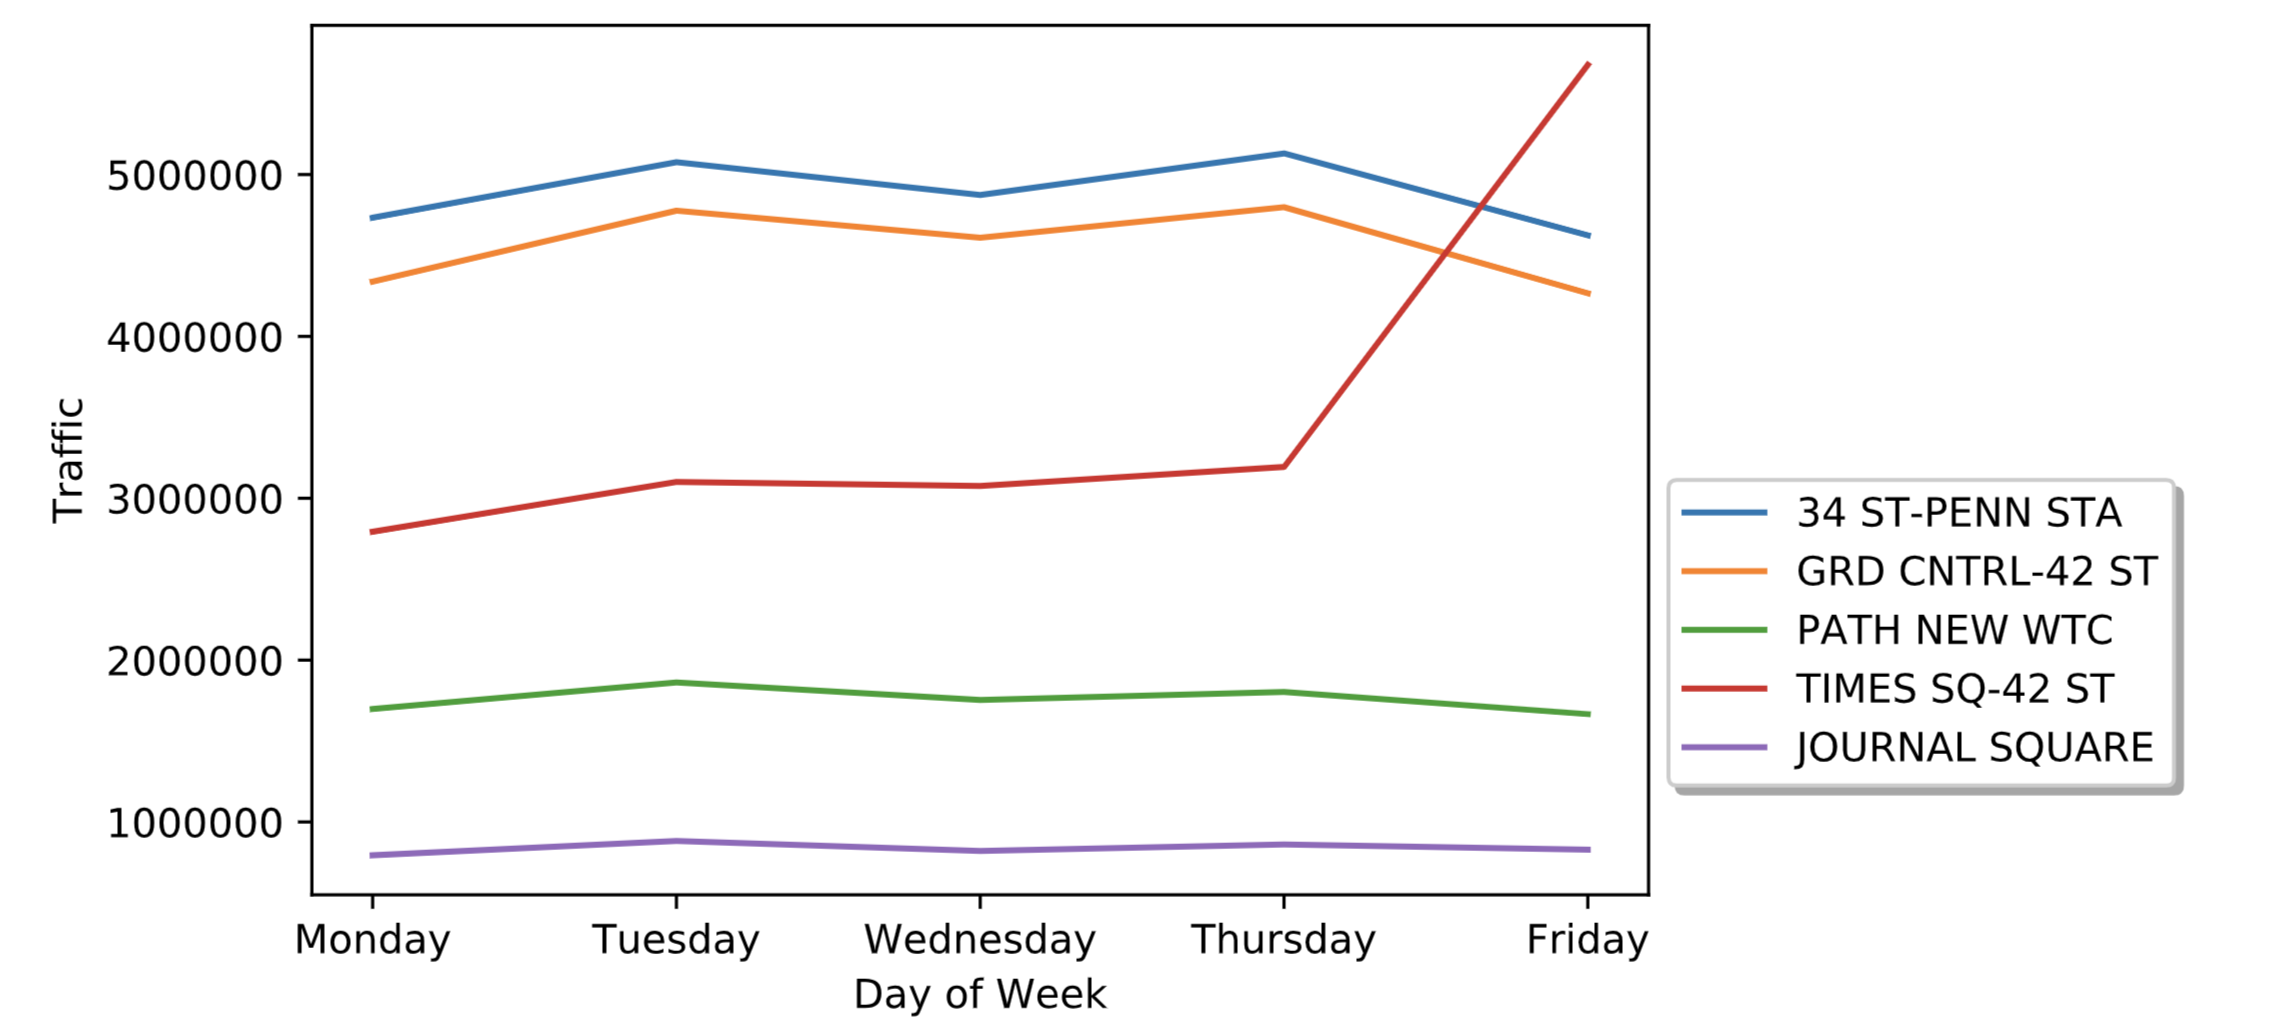 5000000
4000000
3000000
2000000
1000000
Traffic
Monday Tuesday Wednesday Thursday Friday
Day of Week
34 ST-PENN STA
GRD CNTRL-42 ST
PATH NEW WTC
TIMES SQ-42 ST
JOURNAL SQUARE